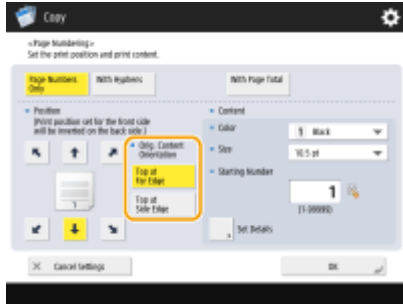 Copy
<Page Numbering>
Set the print position and print content.
Page Numbers
Only
With Hyphens
With Page Total
Position
(Print position set for the front side
will be inverted on the back side.)
Orig. Content
Orientation
Top at
Far Edge
Top at
Side Edge
1
Content
Color
1 Black
Size
10.5 pt
Starting Number
1
(1-99999)
Set Details
Cancel Settings
OK